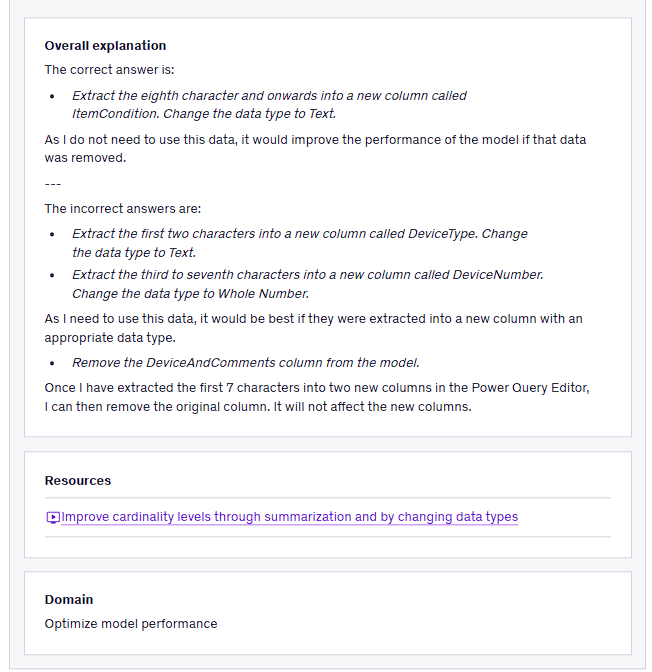 Overall explanation
The correct answer is:
• Extract the eighth character and onwards into a new column called
ItemCondition. Change the data type to Text.
As I do not need to use this data, it would improve the performance of the model if that data
was removed.
---
The incorrect answers are:
• Extract the first two characters into a new column called DeviceType. Change
the data type to Text.
• Extract the third to seventh characters into a new column called DeviceNumber.
Change the data type to Whole Number.
As I need to use this data, it would be best if they were extracted into a new column with an
appropriate data type.
• Remove the DeviceAndComments column from the model.
Once I have extracted the first 7 characters into two new columns in the Power Query Editor,
I can then remove the original column. It will not affect the new columns.
Resources
Improve cardinality levels through summarization and by changing data types
Domain
Optimize model performance